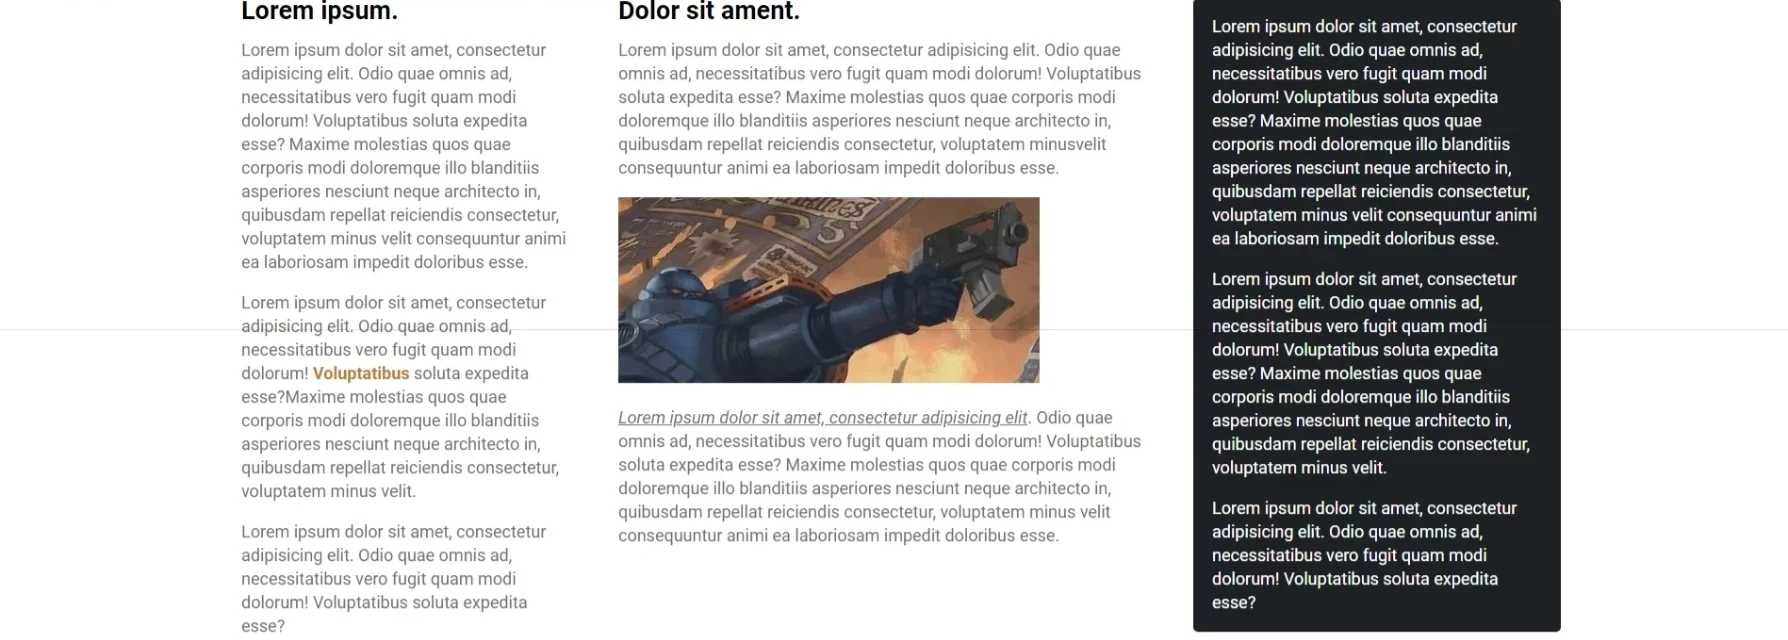 Lorem ipsum.
Lorem ipsum dolor sit amet, consectetur
adipisicing elit. Odio quae omnis ad,
necessitatibus vero fugit quam modi
dolorum! Voluptatibus soluta expedita
esse? Maxime molestias quos quae
corporis modi doloremque illo blanditiis
asperiores nesciunt neque architecto in,
quibusdam repellat reiciendis consectetur,
voluptatem minus velit consequuntur animi
ea laboriosam impedit doloribus esse.
Lorem ipsum dolor sit amet, consectetur
adipisicing elit. Odio quae omnis ad,
necessitatibus vero fugit quam modi
dolorum! Voluptatibus soluta expedita
esse?Maxime molestias quos quae
corporis modi doloremque illo blanditiis
asperiores nesciunt neque architecto in,
quibusdam repellat reiciendis consectetur,
voluptatem minus velit.
Lorem ipsum dolor sit amet, consectetur
adipisicing elit. Odio quae omnis ad,
necessitatibus vero fugit quam modi
dolorum! Voluptatibus soluta expedita
esse?
Dolor sit ament.
Lorem ipsum dolor sit amet, consectetur adipisicing elit. Odio quae
omnis ad, necessitatibus vero fugit quam modi dolorum! Voluptatibus
soluta expedita esse? Maxime molestias quos quae corporis modi
doloremque illo blanditiis asperiores nesciunt neque architecto in,
quibusdam repellat reiciendis consectetur, voluptatem minusvelit
consequuntur animi ea laboriosam impedit doloribus esse.
Lorem ipsum dolor sit amet, consectetur adipisicing elit. Odio quae
omnis ad, necessitatibus vero fugit quam modi dolorum! Voluptatibus
soluta expedita esse? Maxime molestias quos quae corporis modi
doloremque illo blanditiis asperiores nesciunt neque architecto in,
quibusdam repellat reiciendis consectetur, voluptatem minus velit
consequuntur animi ea laboriosam impedit doloribus esse.
Lorem ipsum dolor sit amet, consectetur
adipisicing elit. Odio quae omnis ad,
necessitatibus vero fugit quam modi
dolorum! Voluptatibus soluta expedita
esse? Maxime molestias quos quae
corporis modi doloremque illo blanditiis
asperiores nesciunt neque architecto in,
quibusdam repellat reiciendis consectetur,
voluptatem minus velit consequuntur animi
ea laboriosam impedit doloribus esse.
Lorem ipsum dolor sit amet, consectetur
adipisicing elit. Odio quae omnis ad,
necessitatibus vero fugit quam modi
dolorum! Voluptatibus soluta expedita
esse? Maxime molestias quos quae
corporis modi doloremque illo blanditiis
asperiores nesciunt neque architecto in,
quibusdam repellat reiciendis consectetur,
voluptatem minus velit.
Lorem ipsum dolor sit amet, consectetur
adipisicing elit. Odio quae omnis ad,
necessitatibus vero fugit quam modi
dolorum! Voluptatibus soluta expedita
esse?